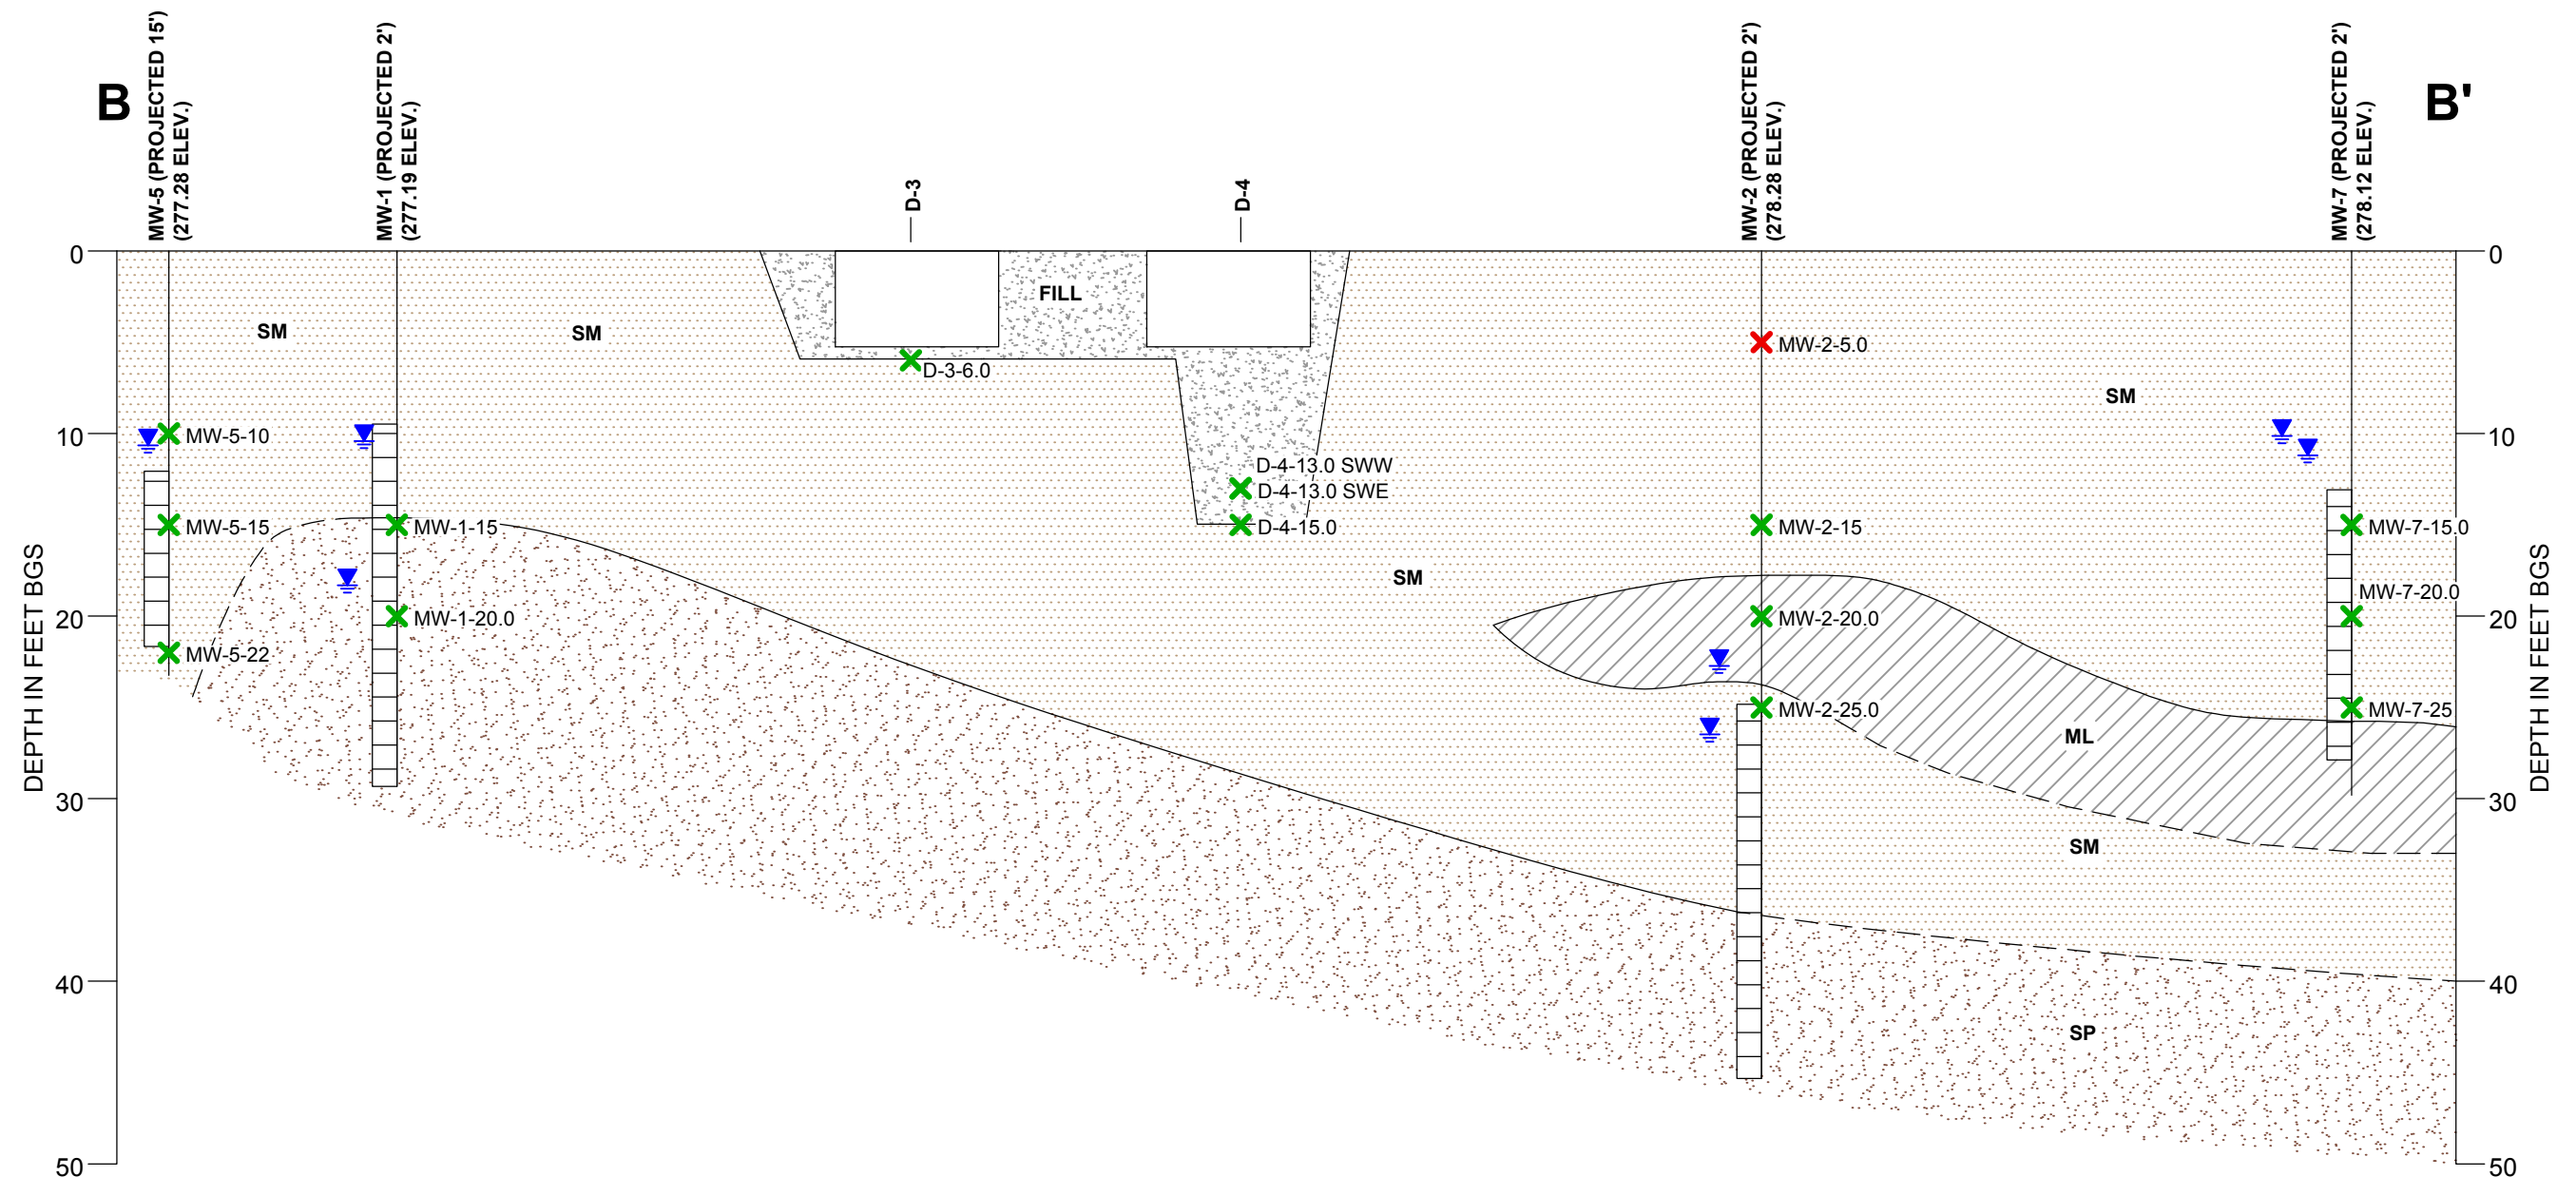 B
B'
MW-5 (PROJECTED 15')
(277.28 ELEV.)
MW-1 (PROJECTED 2')
(277.19 ELEV.)
D-3
D-4
MW-2 (PROJECTED 2')
(278.28 ELEV.)
MW-7 (PROJECTED 2')
(278.12 ELEV.)
0
0
FILL
SM
SM
MW-2-5.0
D-3-6.0
SM
10
MW-5-10
10
D-4-13.0 SWW
D-4-13.0 SWE
MW-5-15
MW-1-15
D-4-15.0
MW-2-15
MW-7-15.0
SM
MW-7-20.0
20
MW-1-20.0
MW-2-20.0
20
MW-5-22
DEPTH IN FEET BGS
DEPTH IN FEET BGS
MW-2-25.0
MW-7-25
ML
30
30
SM
40
40
SP
50
50